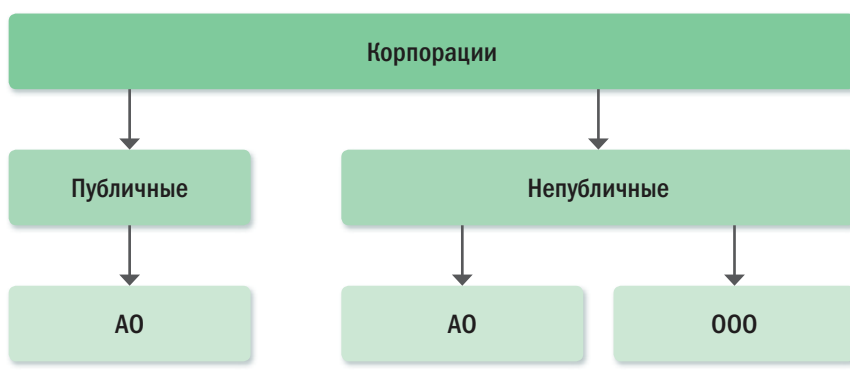 Корпорации
Публичные
Непубличные
АО
АО
ООО